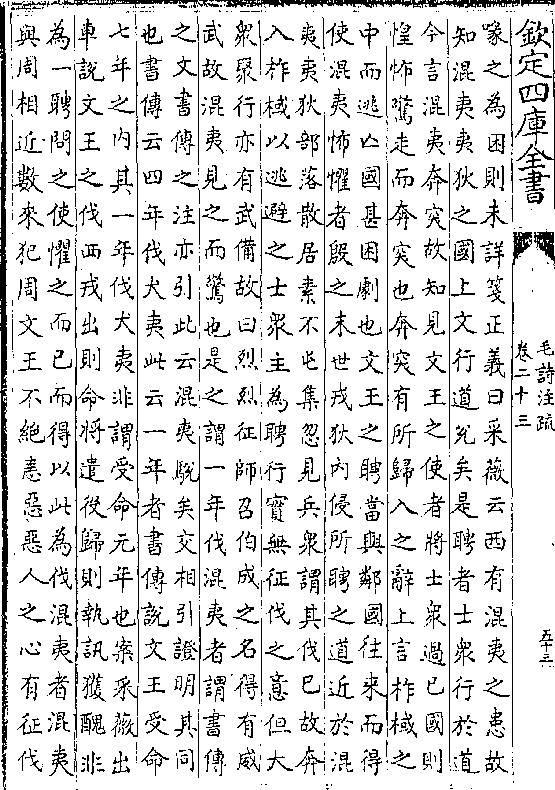 欽定四庫全書
毛詩注疏
卷二十三
五十三
喙之為困則未詳箋正義曰采薇云西有混夷之患故
知混夷夷狄之國上文行道兌矣是聘者士衆行於道
今言混夷奔突故知見文王之使者將士衆過已國則
惶怖驚走而奔突也奔突有所歸入之辭上言柞棫之
中而逃亡國甚困劇也文王之聘當與鄰國往來而得
使混夷怖懼者殷之末世戎狄内侵所聘之道近於混
夷夷狄部落散居素不屯集忽見兵衆謂其伐已故奔
入柞棫以逃避之士衆主為聘行實無征伐之意但大
衆聚行亦有武備故曰烈烈征師召伯成之名得有威
武故混夷見之而驚也是之謂一年伐混夷者謂書傳
之文書傳之注亦引此云混夷駾矣交相引證明其同
也書傳云四年伐犬夷此云一年者書傳説文王受命
七年之内其一年伐犬夷非謂受命元年也案采薇出
車説文王之伐西戎出則命將遣役歸則執訊獲醜非
為一聘問之使懼之而已而得以此為伐混夷者混夷
與周相近數來犯周文王不絶恚惡惡人之心有征伐